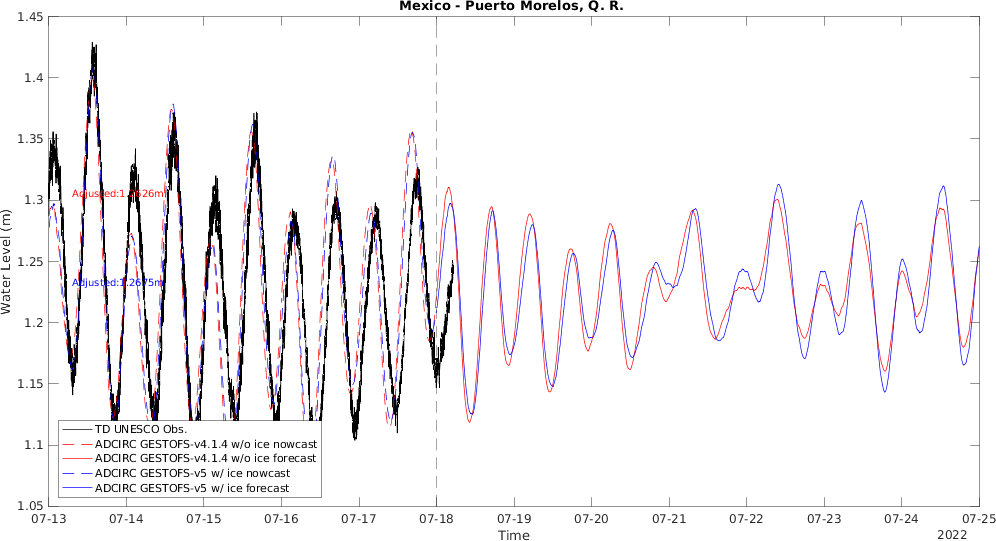 Mexico - Puerto Morelos, Q. R.
1.45
1.4
1.35
1.3
1.25
1.2
1.15
1.1
1.05
Water Level (m)
Adjusted:
Adjusted:
TD UNESCO Obs.
ADCIRC GESTOFS-v4.1.4 w/o ice nowcast
ADCIRC GESTOFS-v4.1.4 w/o ice forecast
ADCIRC GESTOFS-v5 w/ ice nowcast
ADCIRC GESTOFS-v5 w/ ice forecast
07-13 07-14 07-15 07-16 07-17 07-18 07-19 07-20 07-21 07-22 07-23 07-24 07-25
Time
2022